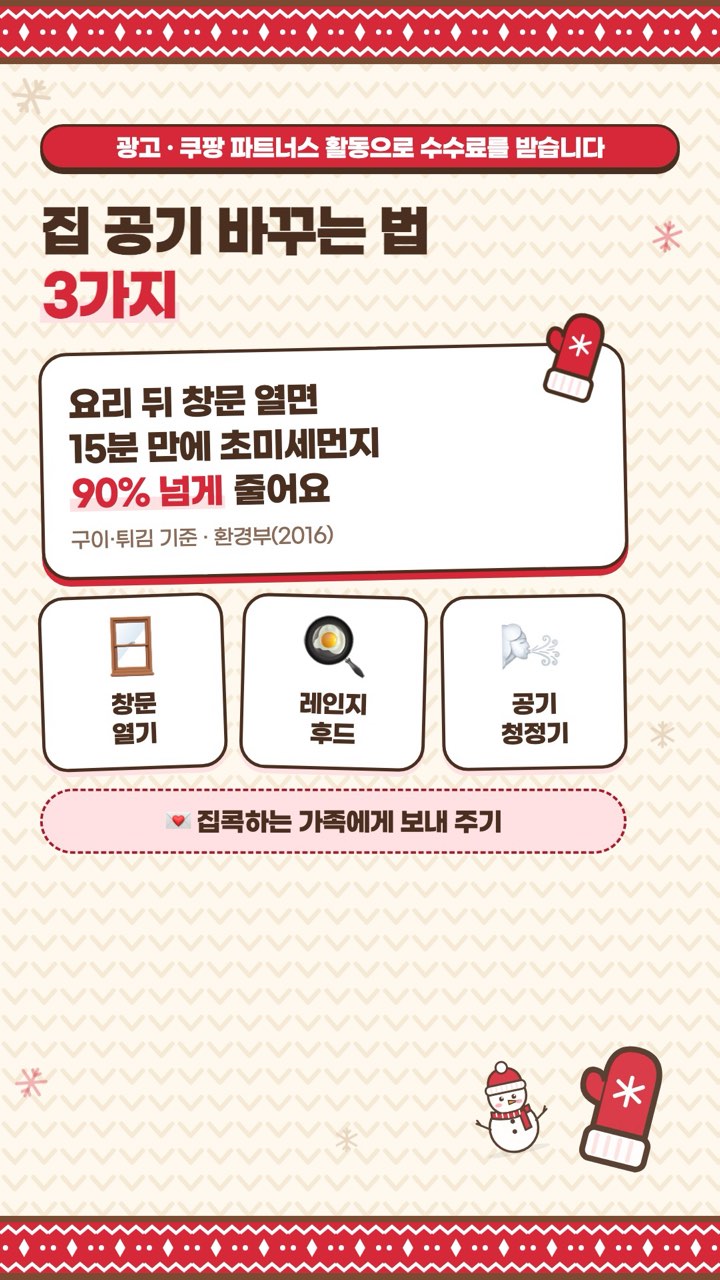 광고 · 쿠팡 파트너스 활동으로 수수료를 받습니다
집 공기 바꾸는 법
3가지
요리 뒤 창문 열면
15분 만에 초미세먼지
90% 넘게 줄어요
구이·튀김 기준 · 환경부(2016)
창문
열기
레인지
후드
공기
청정기
집콕하는 가족에게 보내 주기